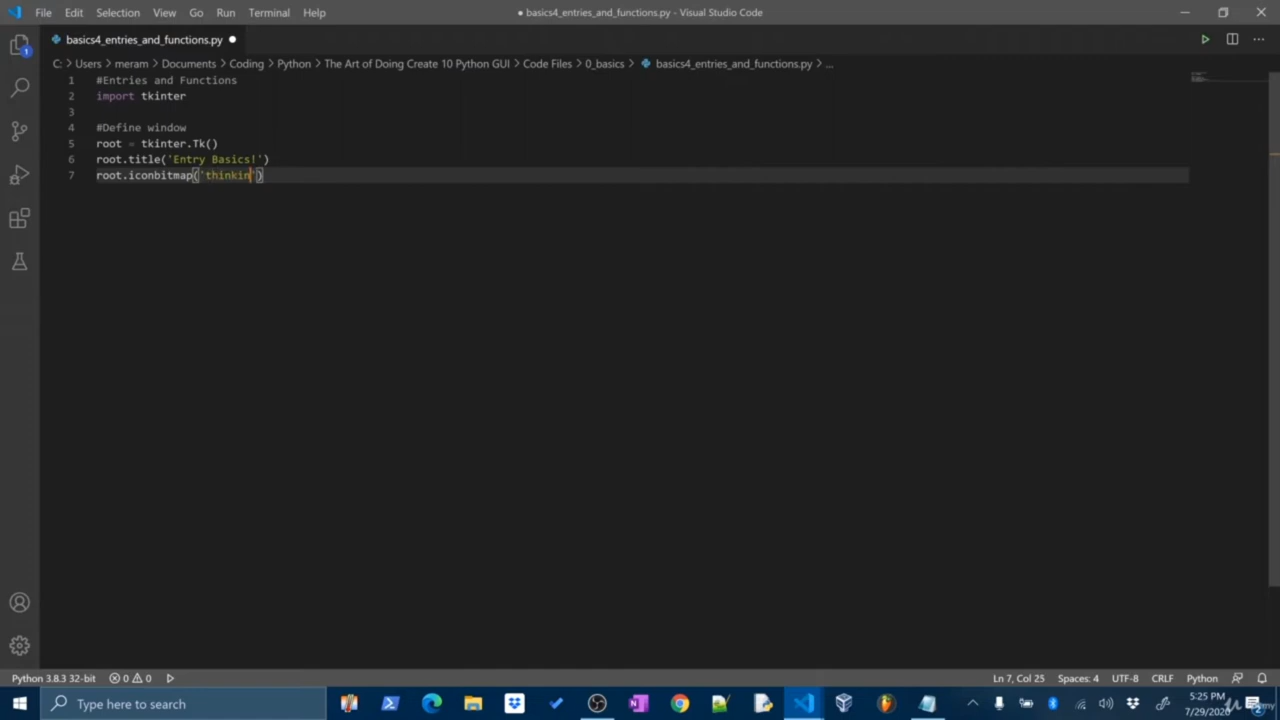 File Edit Selection View Go Run Terminal Help
● basics4_entries_and_functions.py - Visual Studio Code
basics4_entries_and_functions.py ●
C: > Users > meram > Documents > Coding > Python > The Art of Doing Create 10 Python GUI > Code Files > 0_basics > basics4_entries_and_functions.py > ...
1 #Entries and Functions
2 import tkinter
3
4 #Define window
5 root = tkinter.Tk()
6 root.title('Entry Basics!')
7 root.iconbitmap('thinkin')
1
Python 3.8.3 32-bit 0 0
Ln 7, Col 25 Spaces: 4 UTF-8 CRLF Python
Type here to search
5:25 PM
7/29/2020
2